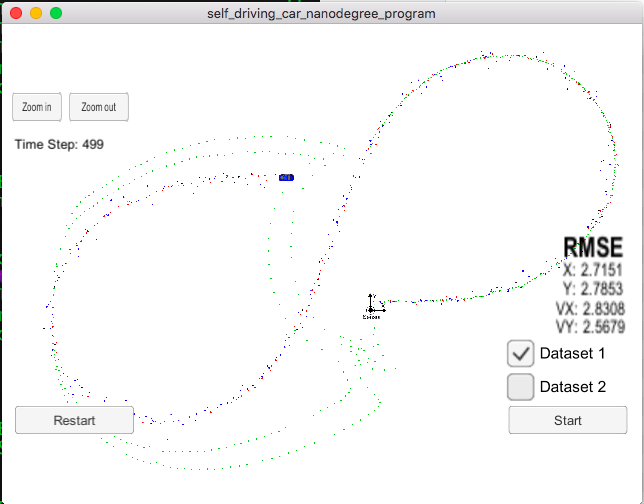 self_driving_car_nanodegree_program
Zoom in
Zoom out
Time Step: 499
RMSE
X: 2.7151
Y: 2.7853
VX: 2.8308
VY: 2.5679
Dataset 1
Dataset 2
Restart
Start